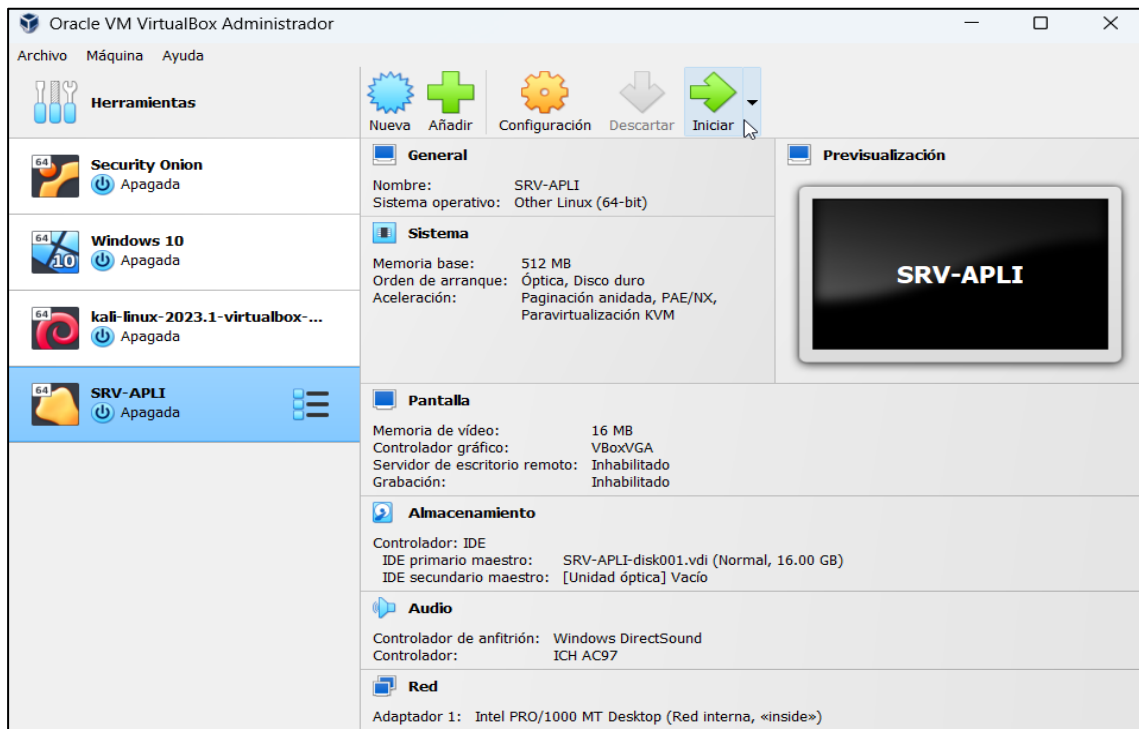 Oracle VM VirtualBox Administrador
Archivo Máquina Ayuda
Herramientas
64
Security Onion
Apagada
64
10
Windows 10
Apagada
64
kali-linux-2023.1-virtualbox-...
Apagada
64
SRV-APLI
Apagada
Nueva Añadir Configuración Descartar Iniciar
General
Nombre: SRV-APLI
Sistema operativo: Other Linux (64-bit)
Sistema
Memoria base: 512 MB
Orden de arranque: Óptica, Disco duro
Aceleración: Paginación anidada, PAE/NX,
Paravirtualización KVM
Previsualización
SRV-APLI
Pantalla
Memoria de vídeo: 16 MB
Controlador gráfico: VBoxVGA
Servidor de escritorio remoto: Inhabilitado
Grabación: Inhabilitado
Almacenamiento
Controlador: IDE
IDE primario maestro: SRV-APLI-disk001.vdi (Normal, 16.00 GB)
IDE secundario maestro: [Unidad óptica] Vacío
Audio
Controlador de anfitrión: Windows DirectSound
Controlador: ICH AC97
Red
Adaptador 1: Intel PRO/1000 MT Desktop (Red interna, «inside»)